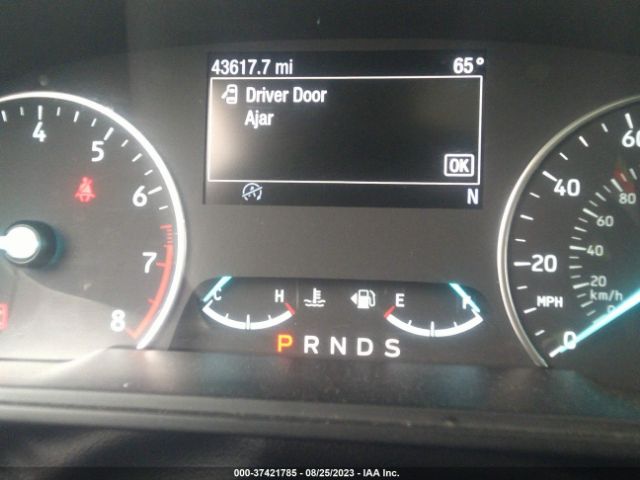 43617.7 mi 65°
Driver Door
Ajar
OK
N
4
5
6
7
8
C H
E F
P R N D S
60
40
20
0
MPH
80
60
40
20
km/h
0
000-37421785 - 08/25/2023 - IAA Inc.